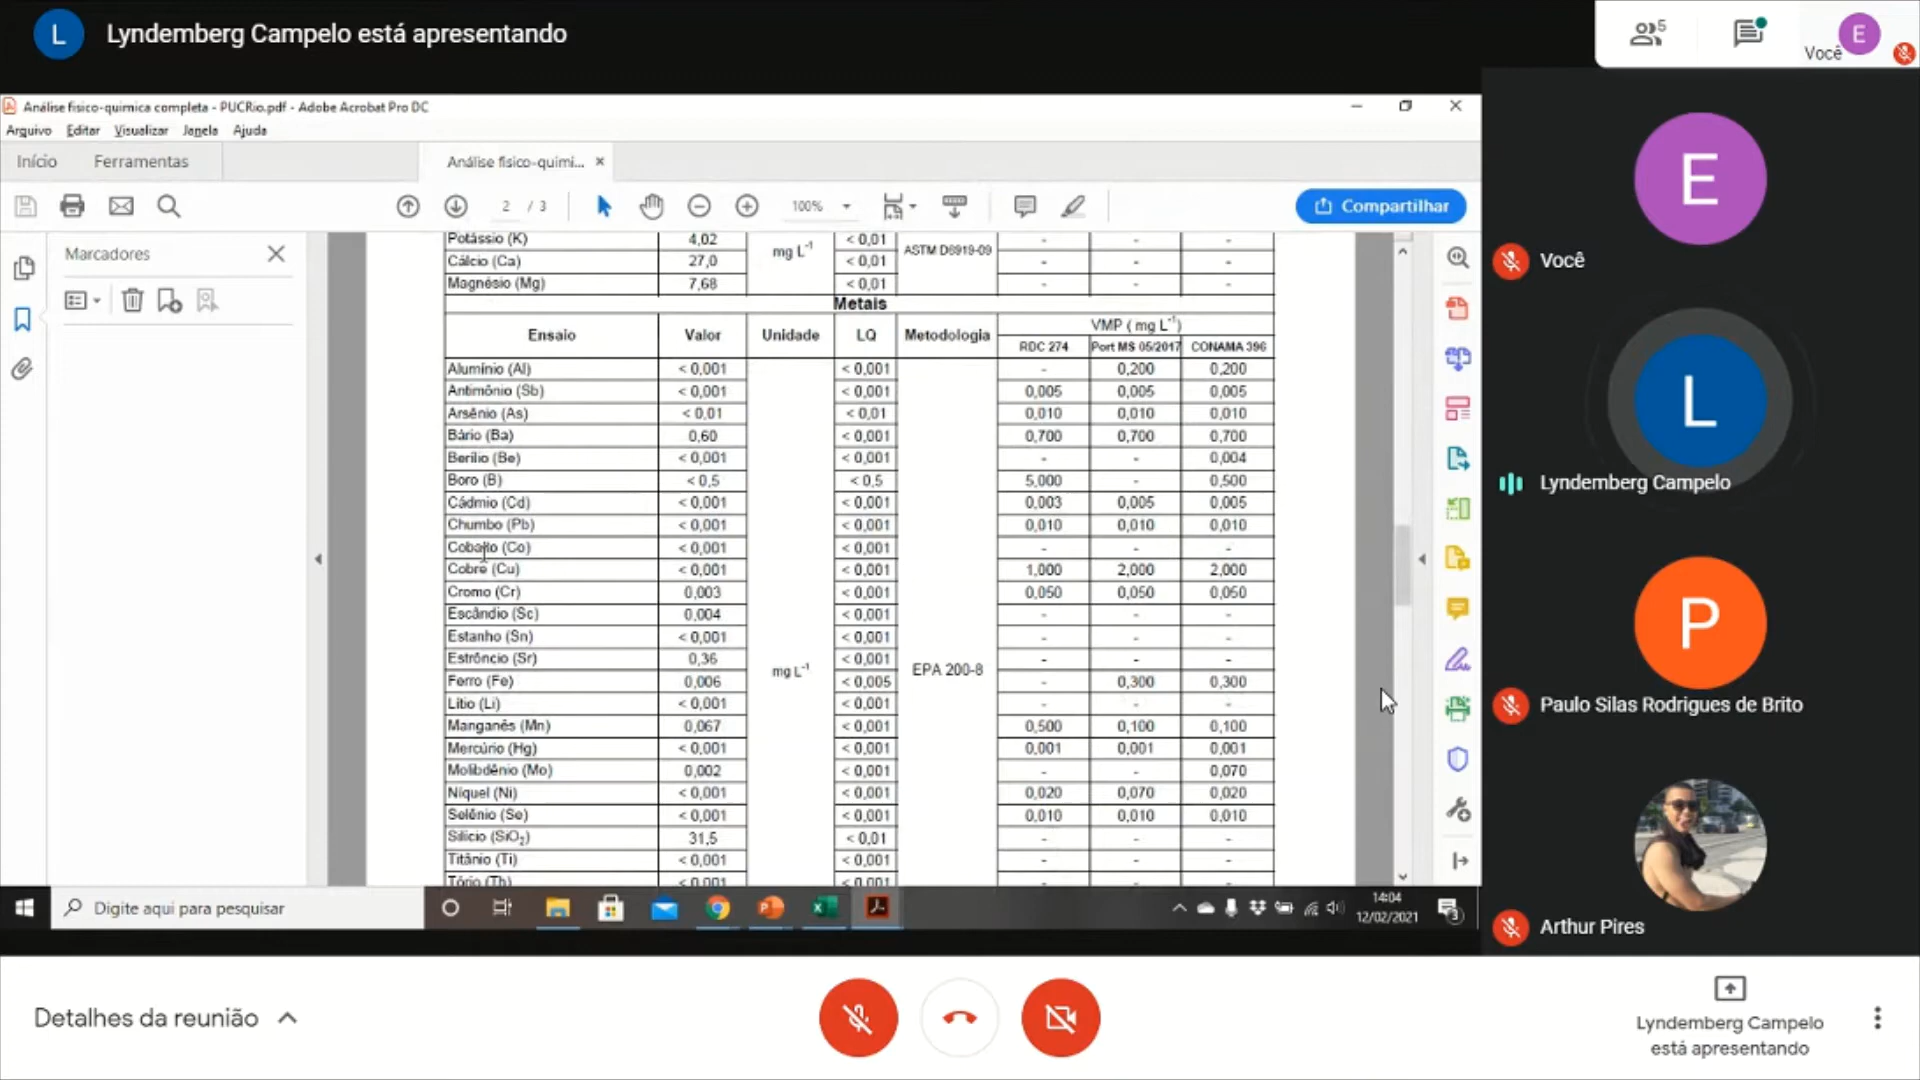 L Lyndemberg Campelo está apresentando
5
Você E
Análise físico-química completa - PUCRio.pdf - Adobe Acrobat Pro DC
Arquivo Editar Visualizar Janela Ajuda
Início Ferramentas Análise físico-quími... ×
2 / 3 100% Compartilhar
Marcadores
Potássio (K) 4,02 mg L-1 < 0,01 ASTM D6919-09 - - -
Cálcio (Ca) 27,0 < 0,01 - - -
Magnésio (Mg) 7,68 < 0,01 - - -
Metais
Ensaio Valor Unidade LQ Metodologia VMP ( mg L-1)
RDC 274 Port MS 05/2017 CONAMA 396
Alumínio (Al) < 0,001 < 0,001 - 0,200 0,200
Antimônio (Sb) < 0,001 < 0,001 0,005 0,005 0,005
Arsênio (As) < 0,01 < 0,01 0,010 0,010 0,010
Bário (Ba) 0,60 < 0,001 0,700 0,700 0,700
Berílio (Be) < 0,001 < 0,001 - - 0,004
Boro (B) < 0,5 < 0,5 5,000 - 0,500
Cádmio (Cd) < 0,001 < 0,001 0,003 0,005 0,005
Chumbo (Pb) < 0,001 < 0,001 0,010 0,010 0,010
Cobalto (Co) < 0,001 < 0,001 - - -
Cobre (Cu) < 0,001 < 0,001 1,000 2,000 2,000
Cromo (Cr) 0,003 < 0,001 0,050 0,050 0,050
Escândio (Sc) 0,004 < 0,001 - - -
Estanho (Sn) < 0,001 < 0,001 - - -
Estrôncio (Sr) 0,36 < 0,001 - - -
mg L-1 EPA 200-8
Ferro (Fe) 0,006 < 0,005 - 0,300 0,300
Lítio (Li) < 0,001 < 0,001 - - -
Manganês (Mn) 0,067 < 0,001 0,500 0,100 0,100
Mercúrio (Hg) < 0,001 < 0,001 0,001 0,001 0,001
Molibdênio (Mo) 0,002 < 0,001 - - 0,070
Níquel (Ni) < 0,001 < 0,001 0,020 0,070 0,020
Selênio (Se) < 0,001 < 0,001 0,010 0,010 0,010
Silício (SiO2) 31,5 < 0,01 - - -
Titânio (Ti) < 0,001 < 0,001 - - -
Tório (Th) < 0,001 < 0,001 - - -
Digite aqui para pesquisar
14:04
12/02/2021
3
E
Você
L
Lyndemberg Campelo
P
Paulo Silas Rodrigues de Brito
Arthur Pires
Detalhes da reunião
Lyndemberg Campelo
está apresentando